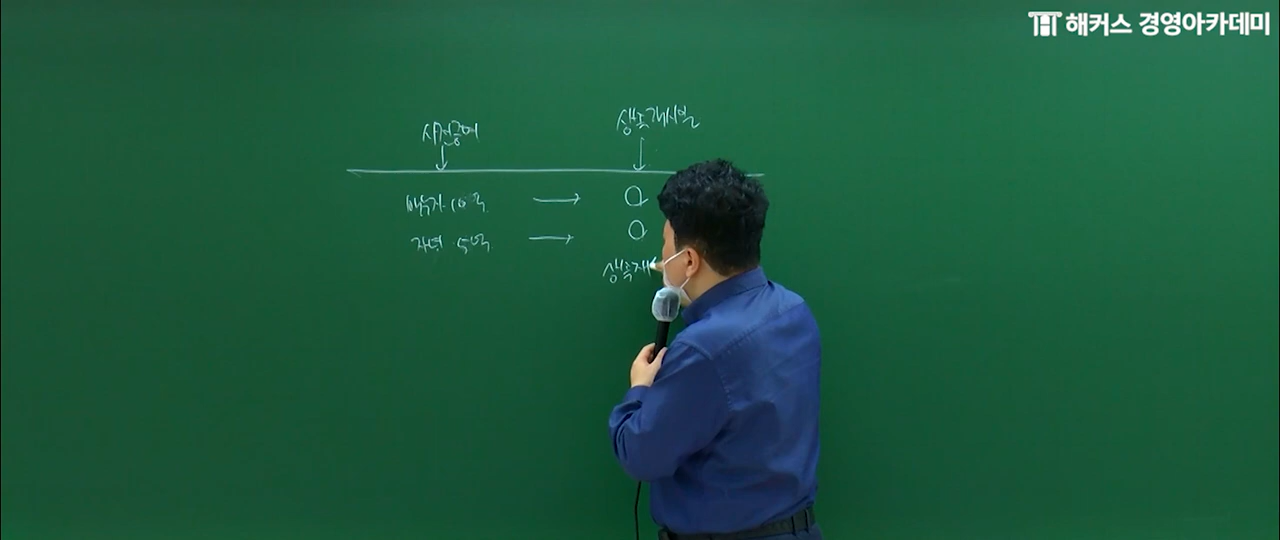 해커스 경영아카데미
사전증여 상속개시일
배우자 10억
자녀 5억
상속재